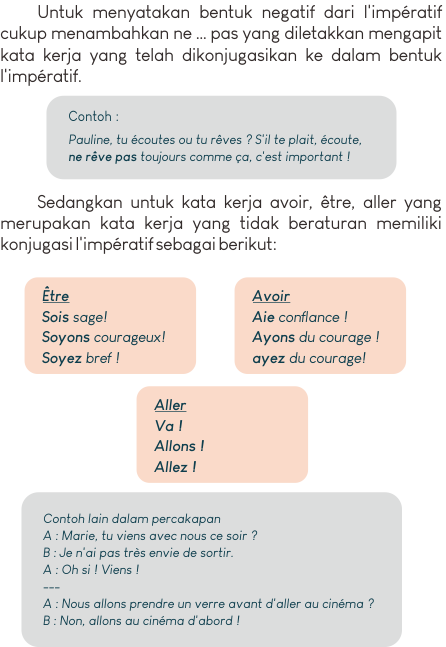 Untuk menyatakan bentuk negatif dari l'impératif
cukup menambahkan ne ... pas yang diletakkan mengapit
kata kerja yang telah dikonjugasikan ke dalam bentuk
l'impératif.
Contoh :
Pauline, tu écoutes ou tu rêves ? S'il te plait, écoute,
ne rêve pas toujours comme ça, c'est important !
Sedangkan untuk kata kerja avoir, être, aller yang
merupakan kata kerja yang tidak beraturan memiliki
konjugasi l'impératif sebagai berikut:
Être
Sois sage!
Soyons courageux!
Soyez bref !
Avoir
Aie conflance !
Ayons du courage !
ayez du courage!
Aller
Va !
Allons !
Allez !
Contoh lain dalam percakapan
A : Marie, tu viens avec nous ce soir ?
B : Je n'ai pas très envie de sortir.
A : Oh si ! Viens !
---
A : Nous allons prendre un verre avant d'aller au cinéma ?
B : Non, allons au cinéma d'abord !